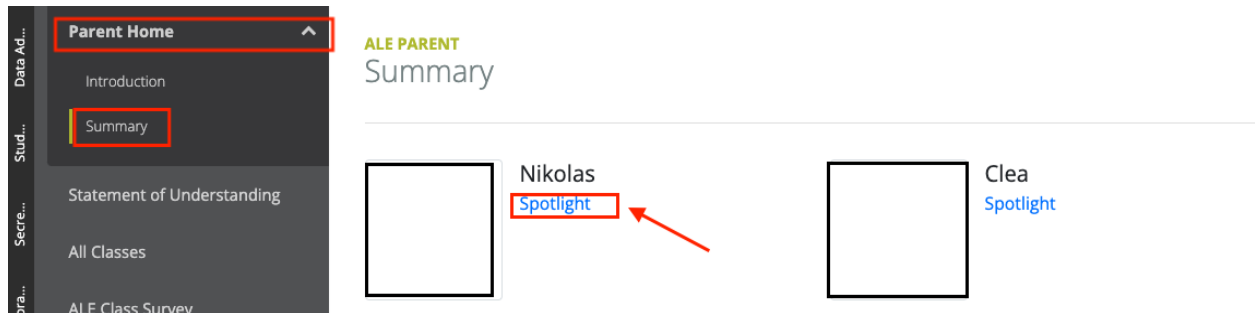 Data Ad...
Stud...
Secre...
Parent Home
Introduction
Summary
Statement of Understanding
All Classes
ALE Class Survey
ALE PARENT
Summary
Nikolas
Spotlight
Clea
Spotlight